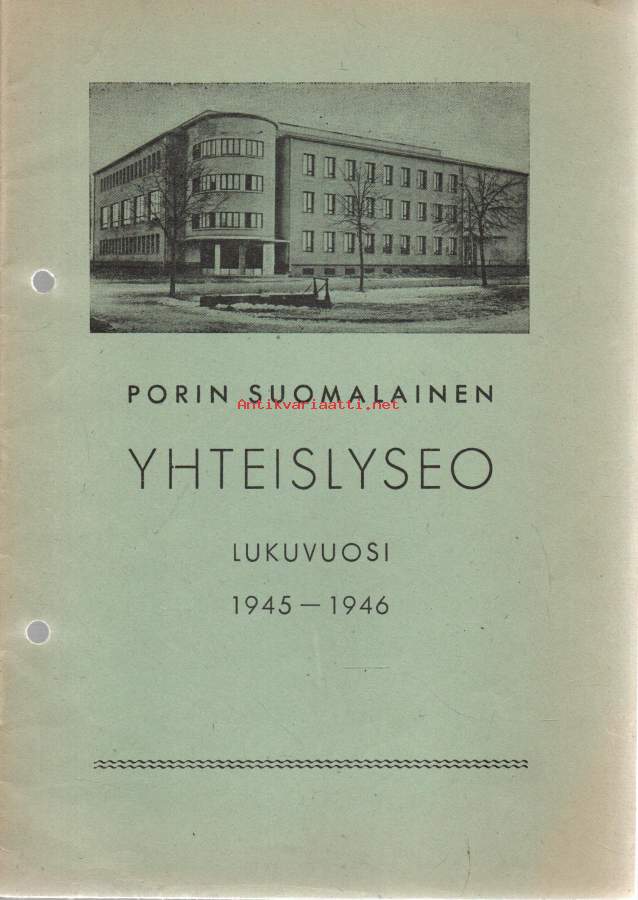 PORIN SUOMALAINEN
Antikvariaatti.net
YHTEISLYSEO
LUKUVUOSI
1945 — 1946